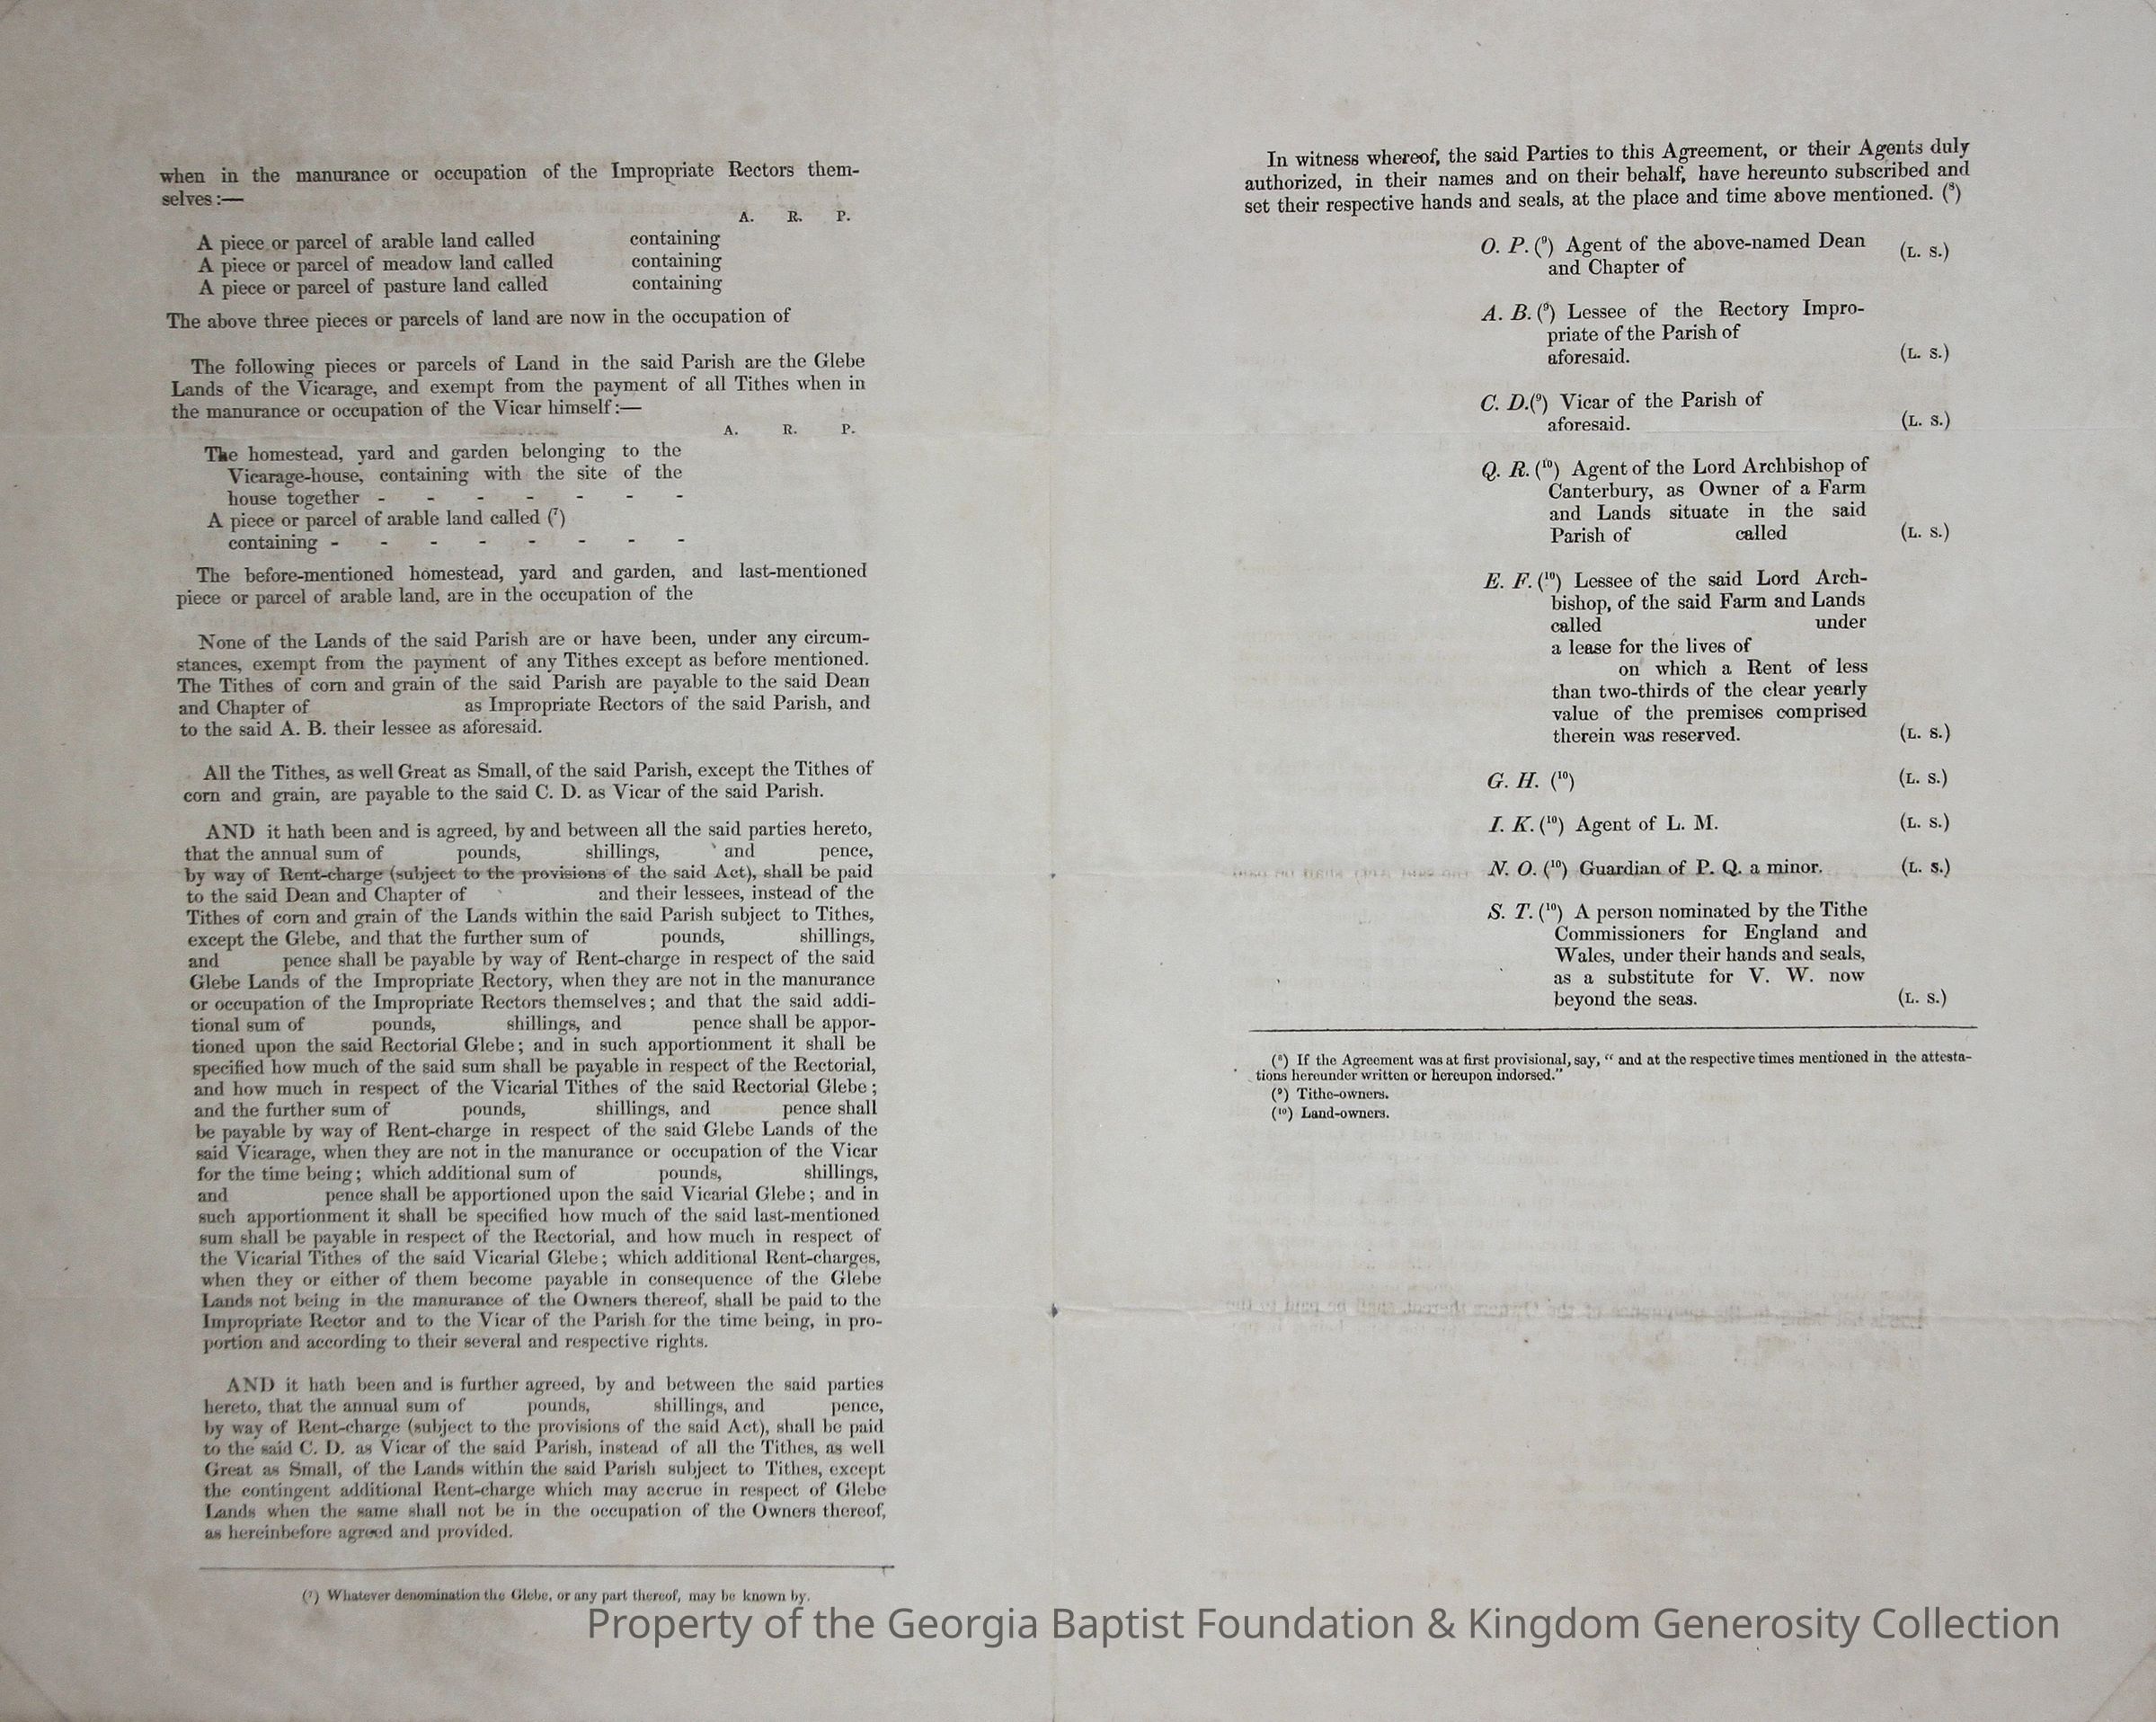 when in the manurance or occupation of the Impropriate Rectors them-
selves :—
A. R. P.
A piece or parcel of arable land called containing
A piece or parcel of meadow land called containing
A piece or parcel of pasture land called containing
The above three pieces or parcels of land are now in the occupation of
The following pieces or parcels of Land in the said Parish are the Glebe
Lands of the Vicarage, and exempt from the payment of all Tithes when in
the manurance or occupation of the Vicar himself :—
A. R. P.
The homestead, yard and garden belonging to the
Vicarage-house, containing with the site of the
house together - - - - - - -
A piece or parcel of arable land called (7)
containing - - - - - - - -
The before-mentioned homestead, yard and garden, and last-mentioned
piece or parcel of arable land, are in the occupation of the
None of the Lands of the said Parish are or have been, under any circum-
stances, exempt from the payment of any Tithes except as before mentioned.
The Tithes of corn and grain of the said Parish are payable to the said Dean
and Chapter of as Impropriate Rectors of the said Parish, and
to the said A. B. their lessee as aforesaid.
All the Tithes, as well Great as Small, of the said Parish, except the Tithes of
corn and grain, are payable to the said C. D. as Vicar of the said Parish.
AND it hath been and is agreed, by and between all the said parties hereto,
that the annual sum of pounds, shillings, and pence,
by way of Rent-charge (subject to the provisions of the said Act), shall be paid
to the said Dean and Chapter of and their lessees, instead of the
Tithes of corn and grain of the Lands within the said Parish subject to Tithes,
except the Glebe, and that the further sum of pounds, shillings,
and pence shall be payable by way of Rent-charge in respect of the said
Glebe Lands of the Impropriate Rectory, when they are not in the manurance
or occupation of the Impropriate Rectors themselves; and that the said addi-
tional sum of pounds, shillings, and pence shall be appor-
tioned upon the said Rectorial Glebe; and in such apportionment it shall be
specified how much of the said sum shall be payable in respect of the Rectorial,
and how much in respect of the Vicarial Tithes of the said Rectorial Glebe;
and the further sum of pounds, shillings, and pence shall
be payable by way of Rent-charge in respect of the said Glebe Lands of the
said Vicarage, when they are not in the manurance or occupation of the Vicar
for the time being; which additional sum of pounds, shillings,
and pence shall be apportioned upon the said Vicarial Glebe; and in
such apportionment it shall be specified how much of the said last-mentioned
sum shall be payable in respect of the Rectorial, and how much in respect of
the Vicarial Tithes of the said Vicarial Glebe; which additional Rent-charges,
when they or either of them become payable in consequence of the Glebe
Lands not being in the manurance of the Owners thereof, shall be paid to the
Impropriate Rector and to the Vicar of the Parish for the time being, in pro-
portion and according to their several and respective rights.
AND it hath been and is further agreed, by and between the said parties
hereto, that the annual sum of pounds, shillings, and pence,
by way of Rent-charge (subject to the provisions of the said Act), shall be paid
to the said C. D. as Vicar of the said Parish, instead of all the Tithes, as well
Great as Small, of the Lands within the said Parish subject to Tithes, except
the contingent additional Rent-charge which may accrue in respect of Glebe
Lands when the same shall not be in the occupation of the Owners thereof,
as hereinbefore agreed and provided.
(7) Whatever denomination the Glebe, or any part thereof, may be known by.
In witness whereof, the said Parties to this Agreement, or their Agents duly
authorized, in their names and on their behalf, have hereunto subscribed and
set their respective hands and seals, at the place and time above mentioned. (8)
O. P. (9) Agent of the above-named Dean (L. S.)
and Chapter of
A. B. (9) Lessee of the Rectory Impro-
priate of the Parish of
aforesaid. (L. S.)
C. D.(9) Vicar of the Parish of
aforesaid. (L. S.)
Q. R. (10) Agent of the Lord Archbishop of
Canterbury, as Owner of a Farm
and Lands situate in the said
Parish of called (L. S.)
E. F. (10) Lessee of the said Lord Arch-
bishop, of the said Farm and Lands
called under
a lease for the lives of
on which a Rent of less
than two-thirds of the clear yearly
value of the premises comprised
therein was reserved. (L. S.)
G. H. (10) (L. S.)
I. K. (10) Agent of L. M. (L. S.)
N. O. (10) Guardian of P. Q. a minor. (L. S.)
S. T. (10) A person nominated by the Tithe
Commissioners for England and
Wales, under their hands and seals,
as a substitute for V. W. now
beyond the seas. (L. S.)
(8) If the Agreement was at first provisional, say, “ and at the respective times mentioned in the attesta-
tions hereunder written or hereupon indorsed.”
(9) Tithe-owners.
(10) Land-owners.
Property of the Georgia Baptist Foundation & Kingdom Generosity Collection